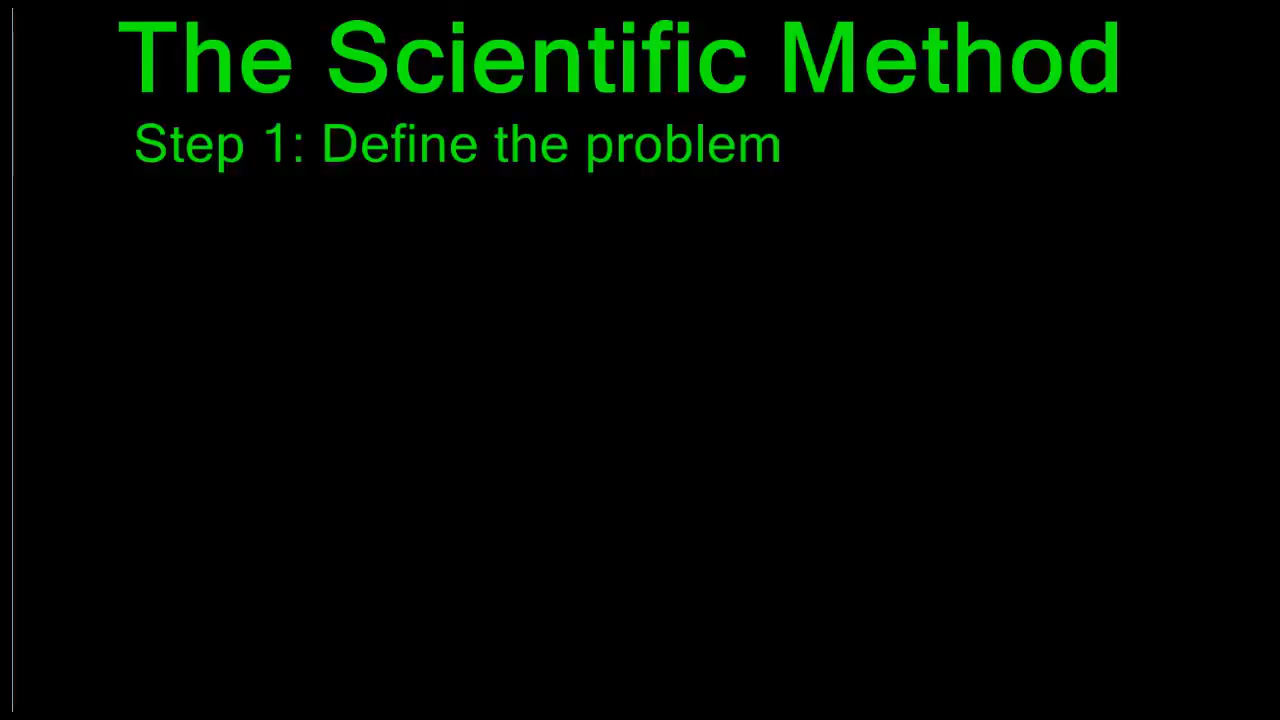 The Scientific Method
Step 1: Define the problem